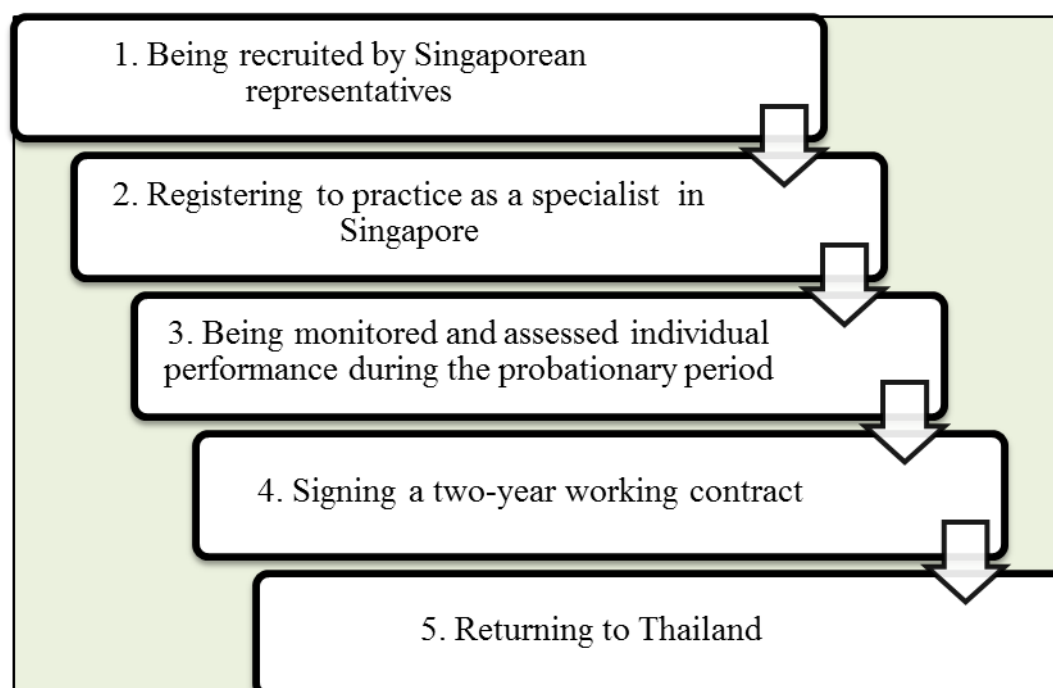 1. Being recruited by Singaporean
representatives
2. Registering to practice as a specialist in
Singapore
3. Being monitored and assessed individual
performance during the probationary period
4. Signing a two-year working contract
5. Returning to Thailand